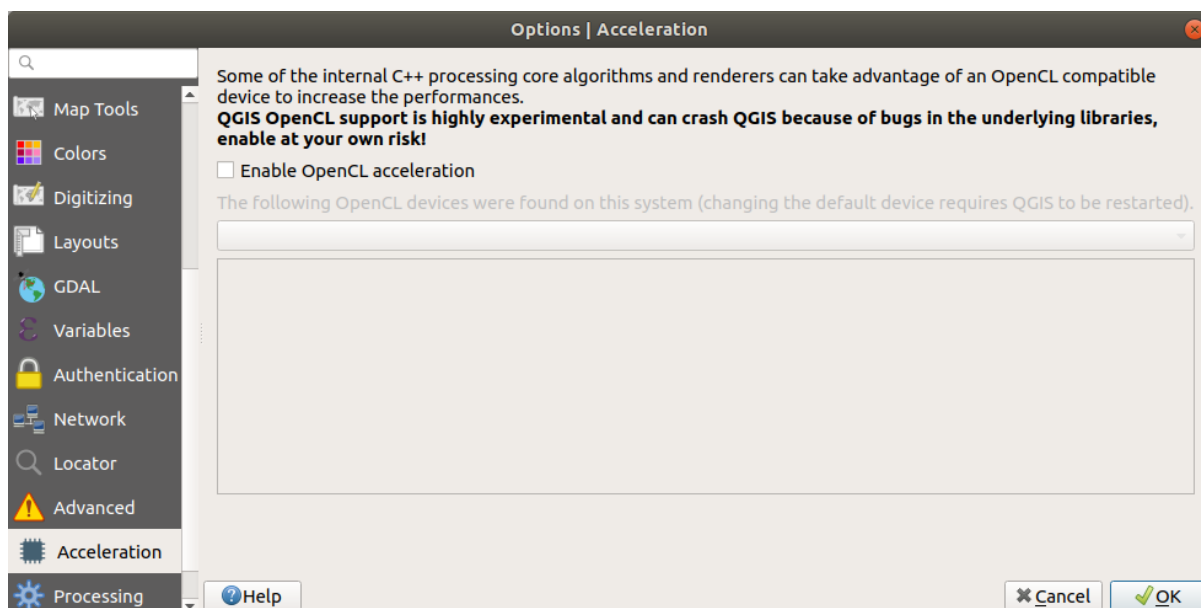 Options | Acceleration
Map Tools
Colors
Digitizing
Layouts
GDAL
Variables
Authentication
Network
Locator
Advanced
Acceleration
Processing
Some of the internal C++ processing core algorithms and renderers can take advantage of an OpenCL compatible
device to increase the performances.
QGIS OpenCL support is highly experimental and can crash QGIS because of bugs in the underlying libraries,
enable at your own risk!
Enable OpenCL acceleration
The following OpenCL devices were found on this system (changing the default device requires QGIS to be restarted).
Help
Cancel
OK